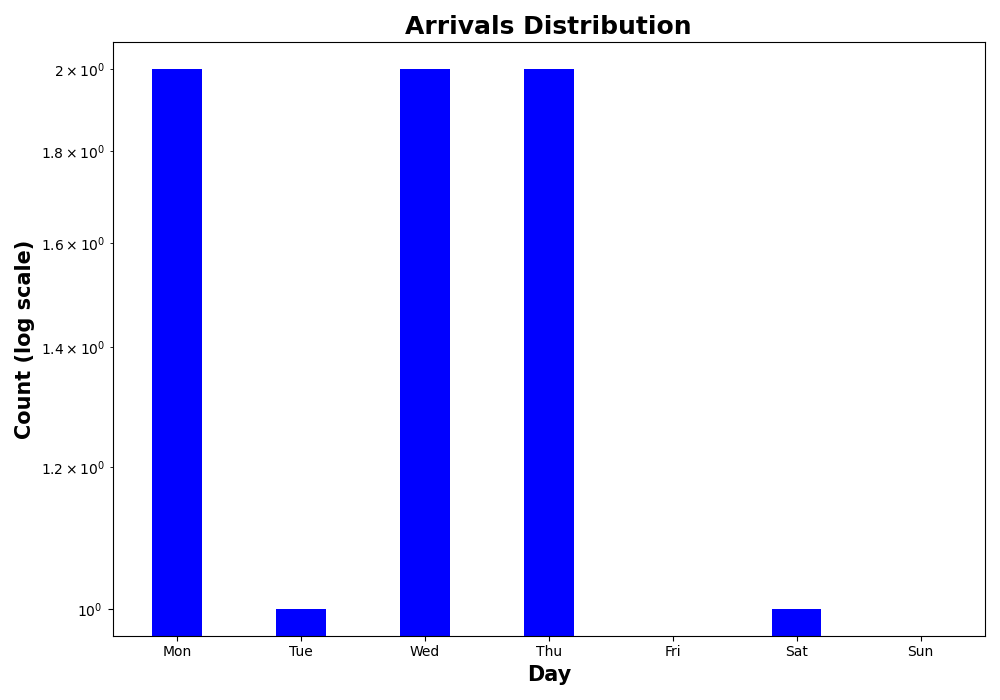 Arrivals Distribution
Count (log scale)
2 × 10⁰
1.8 × 10⁰
1.6 × 10⁰
1.4 × 10⁰
1.2 × 10⁰
10⁰
Mon Tue Wed Thu Fri Sat Sun
Day